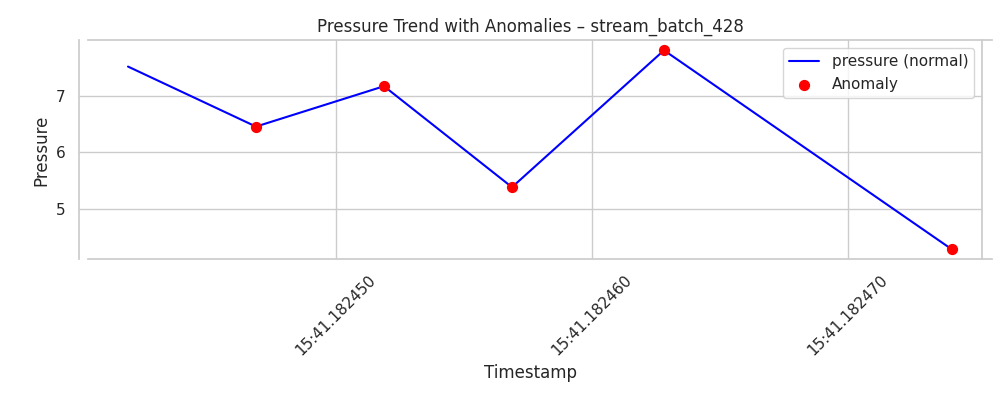 Pressure Trend with Anomalies – stream_batch_428
pressure (normal)
Anomaly
Pressure
7
6
5
15:41.182450
15:41.182460
15:41.182470
Timestamp